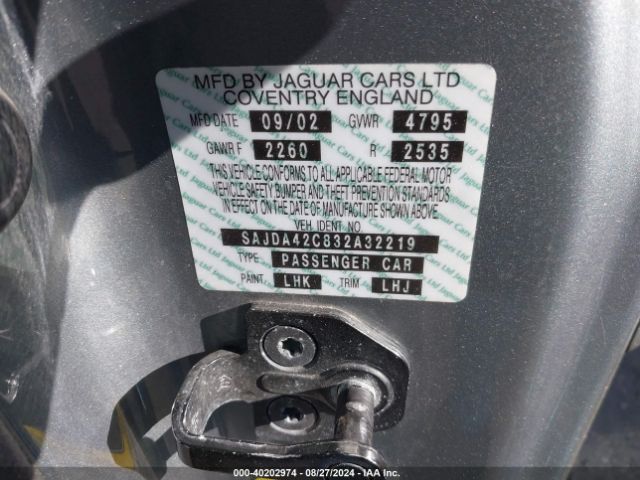 MFD BY JAGUAR CARS LTD
COVENTRY ENGLAND
MFD DATE 09/02 GVWR 4795
GAWR F 2260 R 2535
THIS VEHICLE CONFORMS TO ALL APPLICABLE FEDERAL MOTOR
VEHICLE SAFETY BUMPER AND THEFT PREVENTION STANDARDS
IN EFFECT ON THE DATE OF MANUFACTURE SHOWN ABOVE.
VEH. IDENT NO
SAJDA42C832A32219
TYPE PASSENGER CAR
PAINT LHK TRIM LHJ
000-40202974 - 08/27/2024 - IAA Inc.